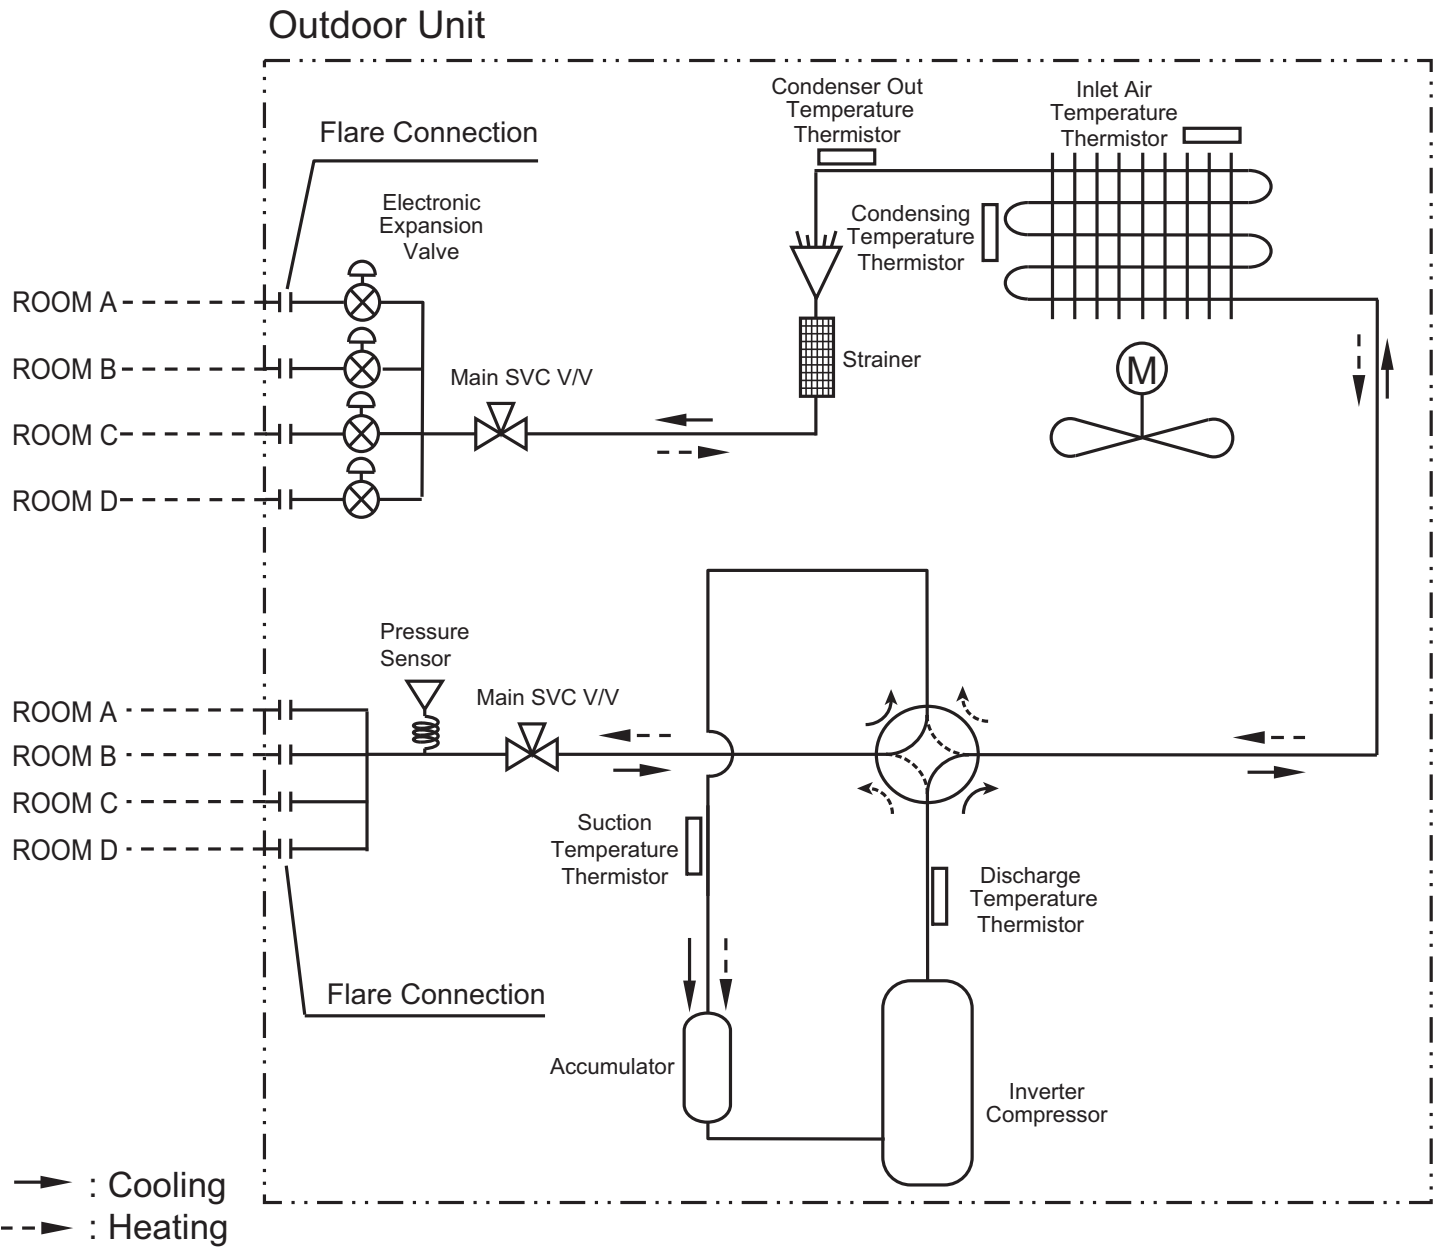 Outdoor Unit
Condenser Out
Temperature
Thermistor
Inlet Air
Temperature
Thermistor
Flare Connection
Electronic
Expansion
Valve
Condensing
Temperature
Thermistor
ROOM A
ROOM B
ROOM C
ROOM D
Main SVC V/V
Strainer
M
Pressure
Sensor
Main SVC V/V
ROOM A
ROOM B
ROOM C
ROOM D
Suction
Temperature
Thermistor
Discharge
Temperature
Thermistor
Flare Connection
Accumulator
Inverter
Compressor
: Cooling
: Heating